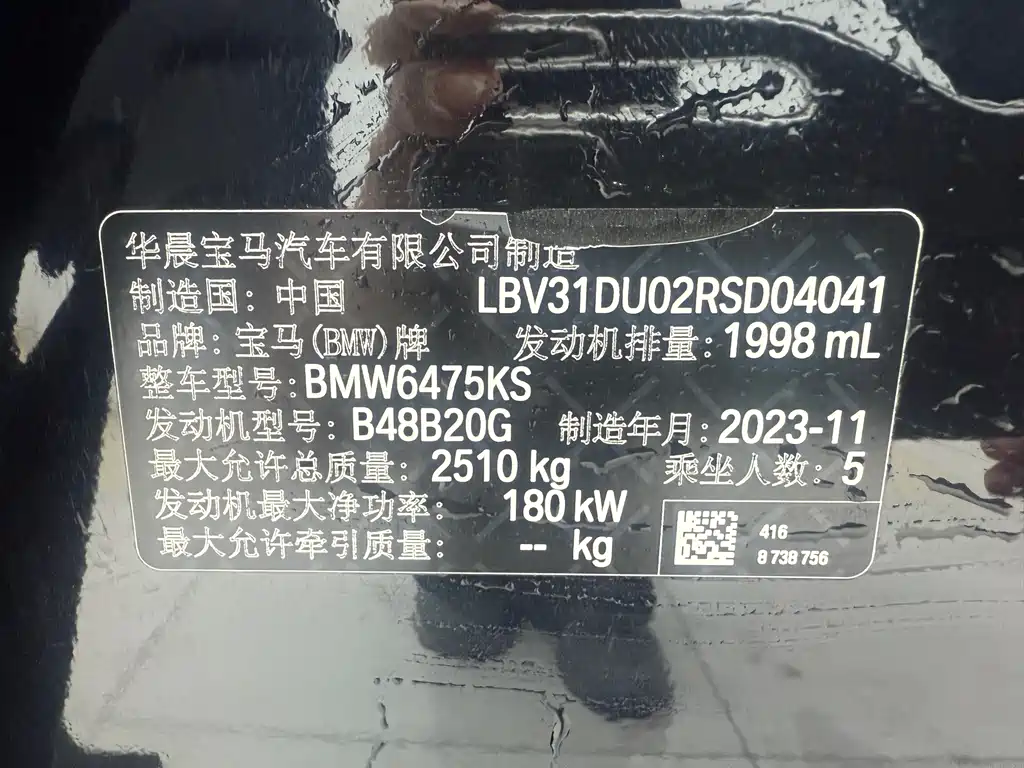 华晨宝马汽车有限公司制造
制造国：中国 LBV31DU02RSD04041
品牌：宝马(BMW)牌 发动机排量：1998 mL
整车型号：BMW6475KS
发动机型号：B48B20G 制造年月：2023-11
最大允许总质量：2510 kg 乘坐人数：5
发动机最大净功率：180 kW
最大允许牵引质量：-- kg
416
8 738 756